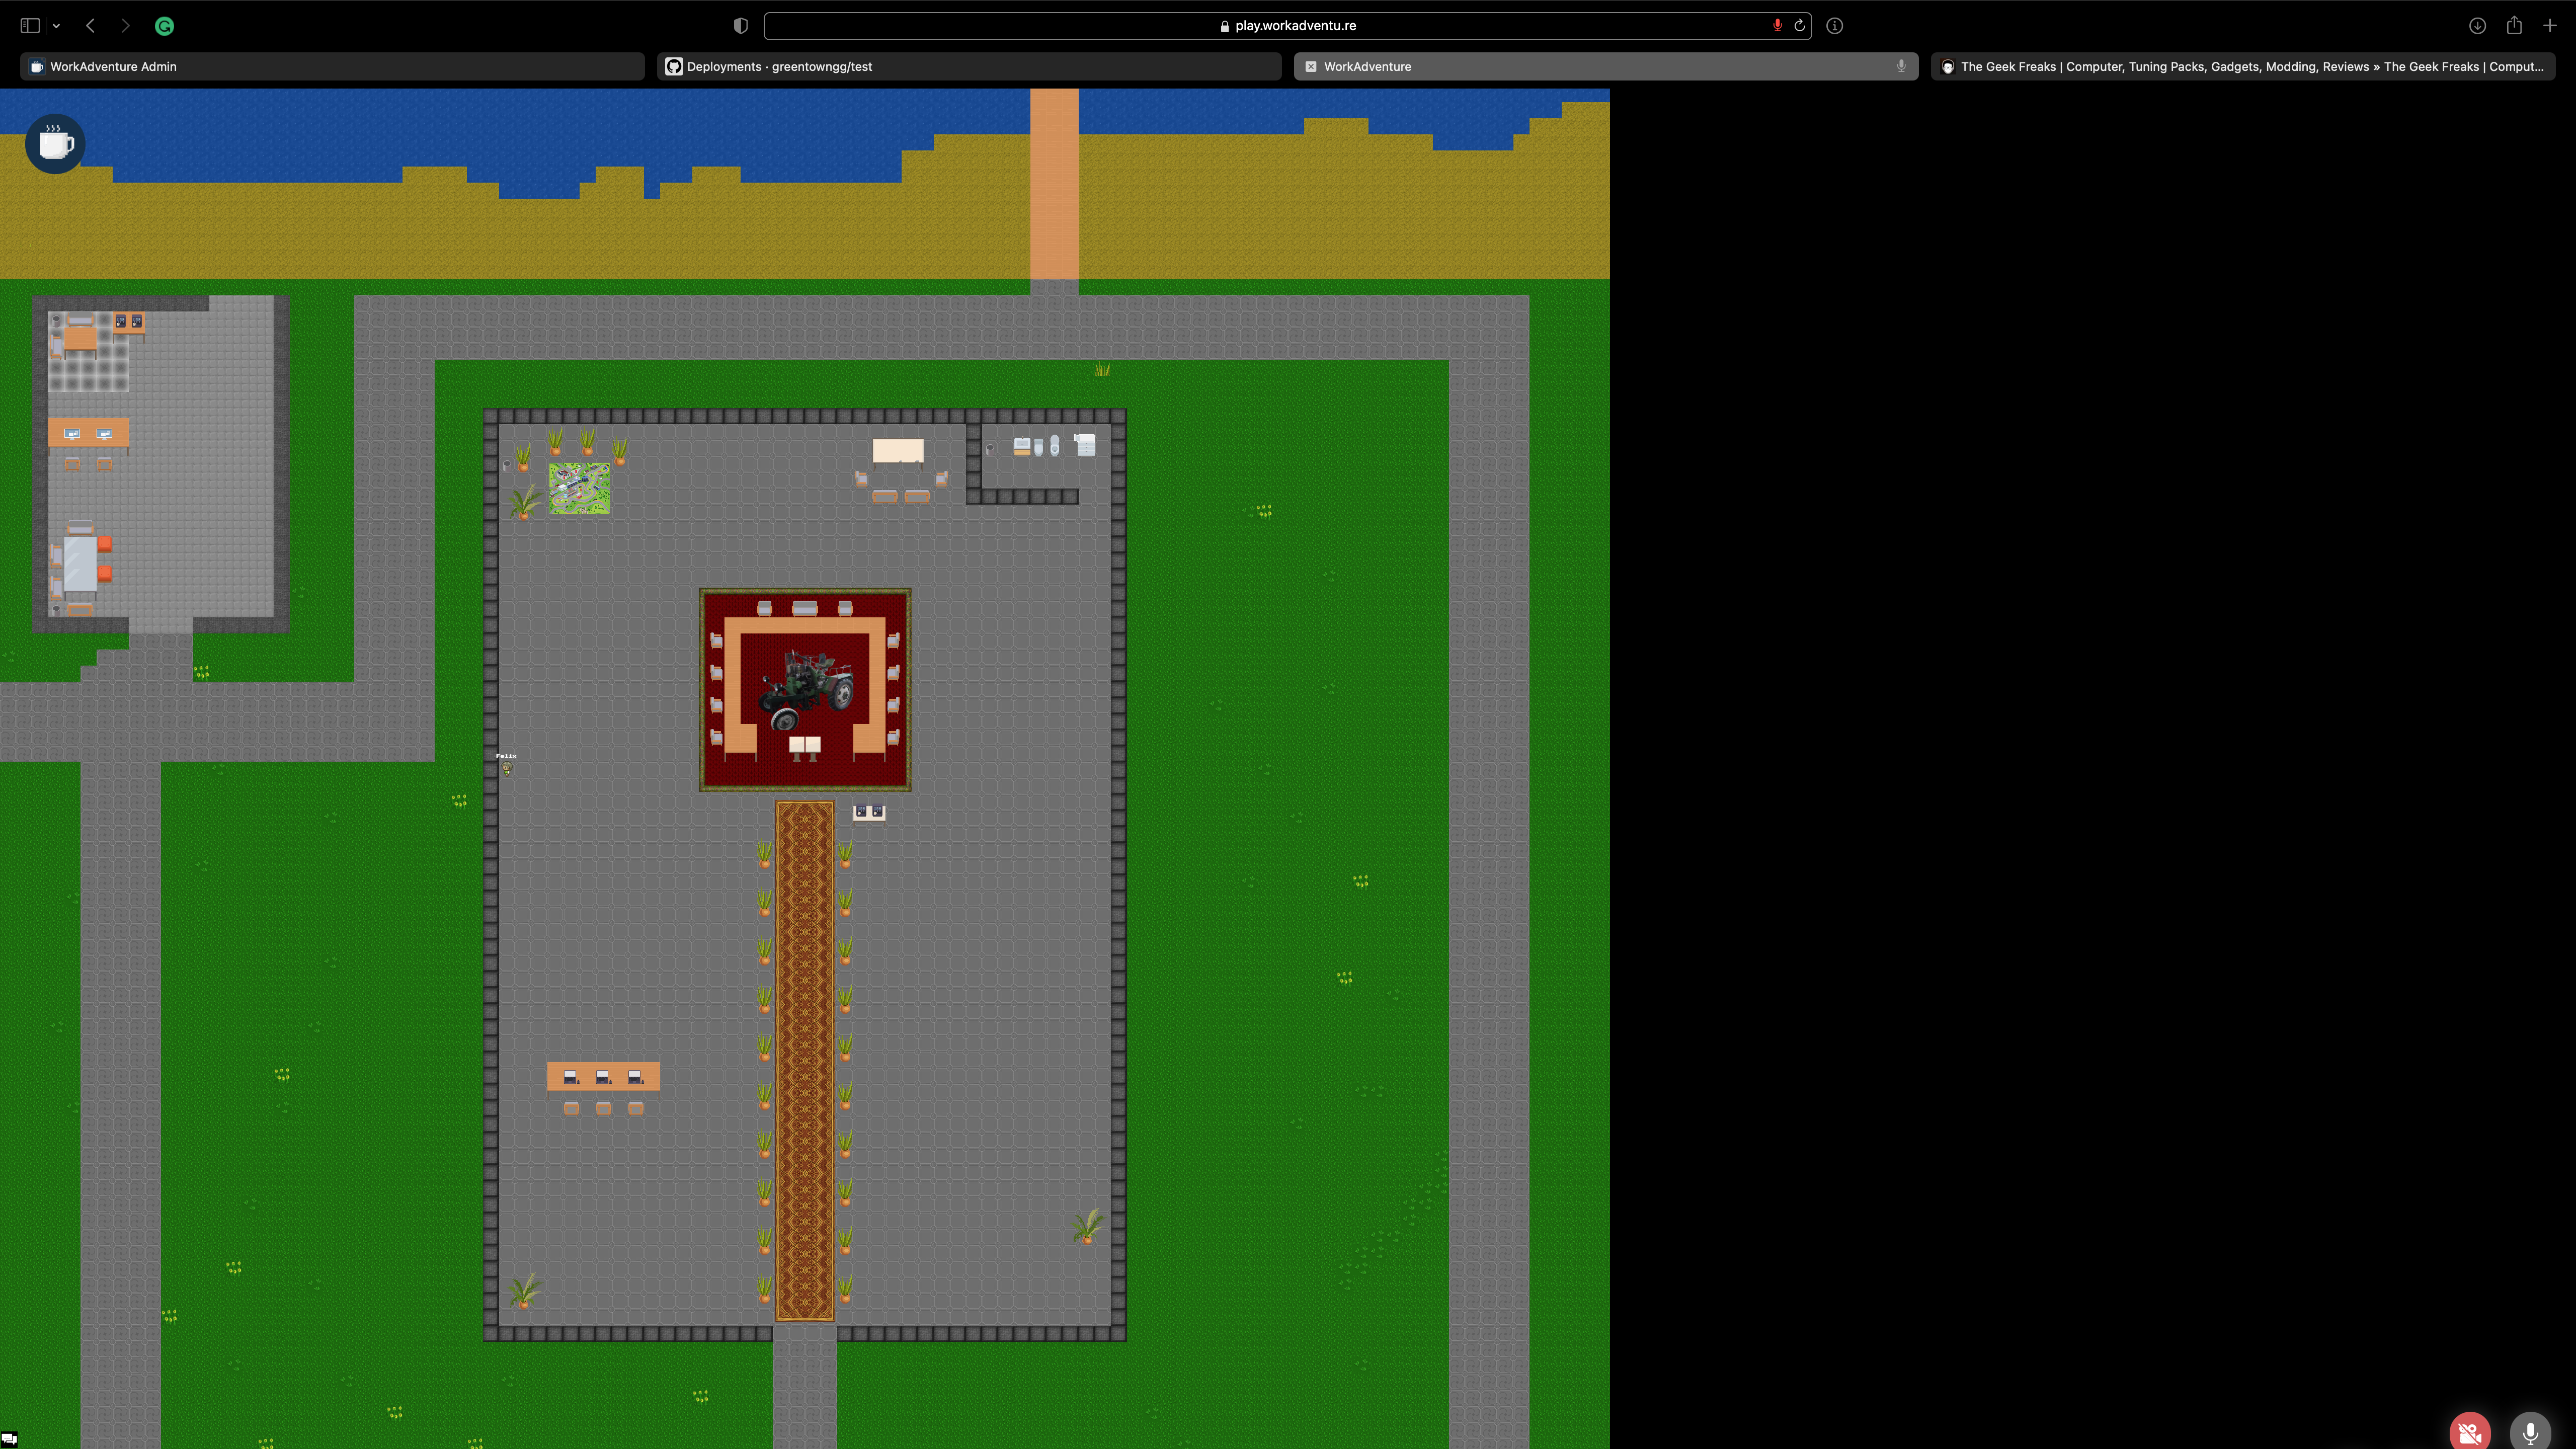 play.workadventu.re
WorkAdventure Admin
Deployments · greentowngg/test
WorkAdventure
The Geek Freaks | Computer, Tuning Packs, Gadgets, Modding, Reviews » The Geek Freaks | Comput...
Felix